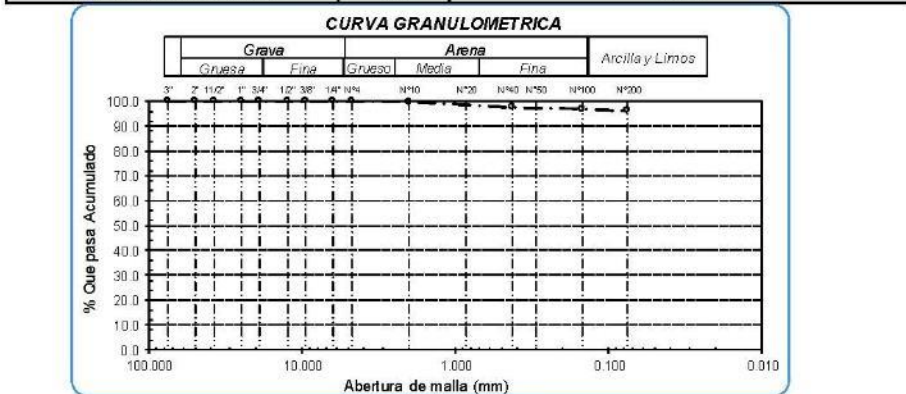 CURVA GRANULOMETRICA
Grava Arena Arcilla y Limos
Gruesa Fina Grueso Media Fina
3" 2" 11/2" 1" 3/4" 1/2" 3/8" 1/4" N°4 N°10 N°20 N°40 N°50 N°100 N°200
100.0
90.0
80.0
70.0
60.0
50.0
40.0
30.0
20.0
10.0
0.0
% Que pasa Acumulado
100.000 10.000 1.000 0.100 0.010
Abertura de malla (mm)